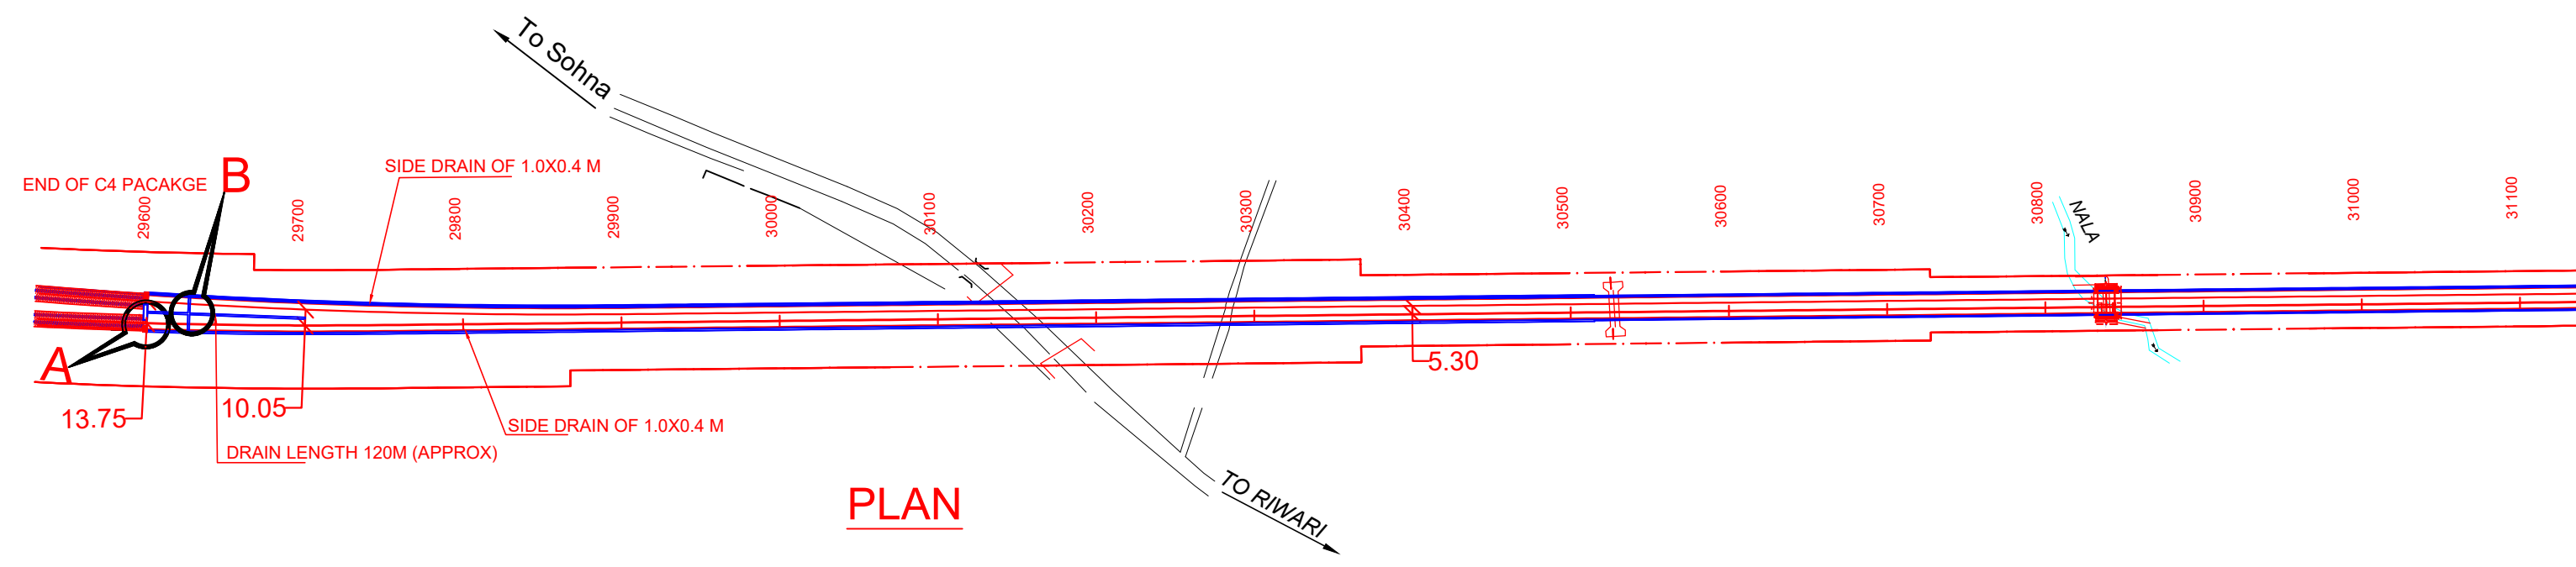 To Sohna
END OF C4 PACAKGE
B
SIDE DRAIN OF 1.0X0.4 M
29600
29700
29800
29900
30000
30100
30200
30300
30400
30500
30600
30700
30800
NALA
30900
31000
31100
A
13.75
10.05
5.30
SIDE DRAIN OF 1.0X0.4 M
DRAIN LENGTH 120M (APPROX)
PLAN
TO RIWARI